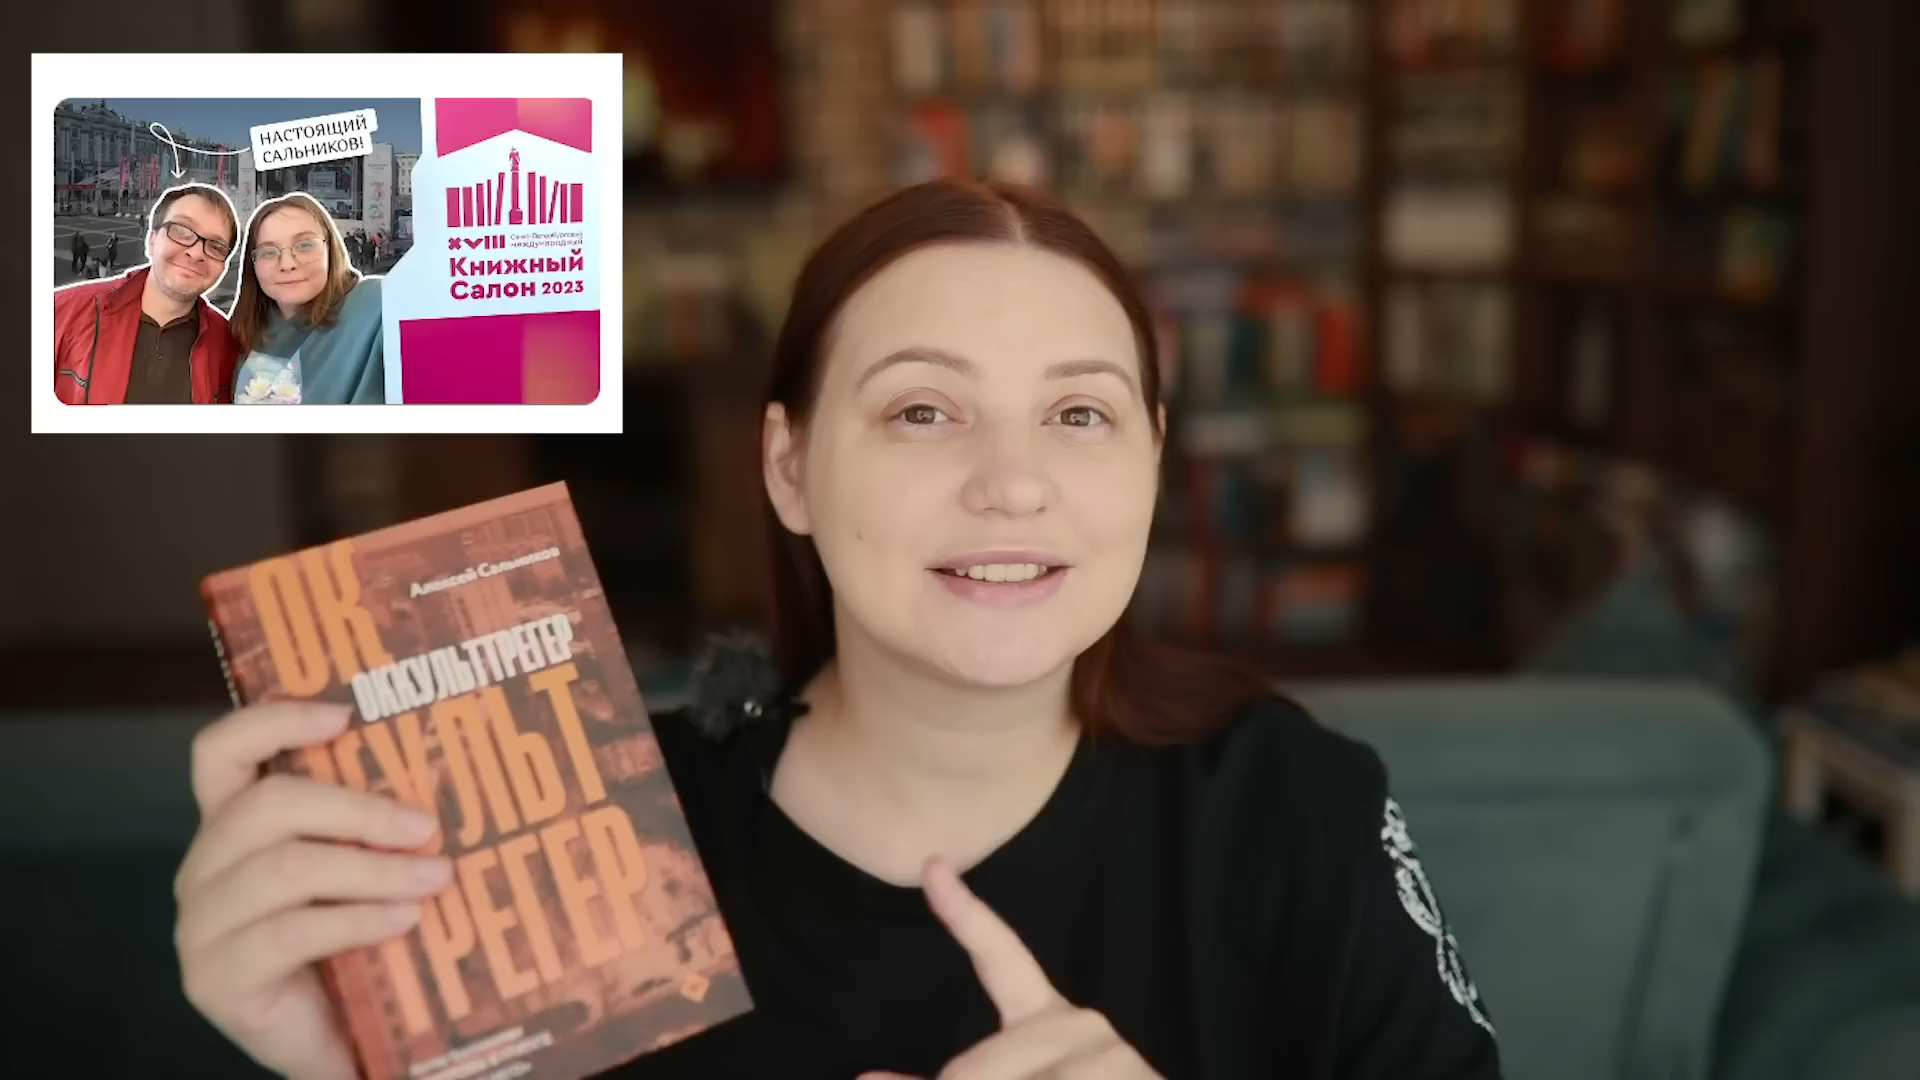 НАСТОЯЩИЙ
САЛЬНИКОВ!
XVIII Санкт-Петербургский
международный
Книжный
Салон 2023
Алексей Сальников
ОК
ОККУЛЬТТРЕГЕР
КУЛЬТ
ТРЕГЕР